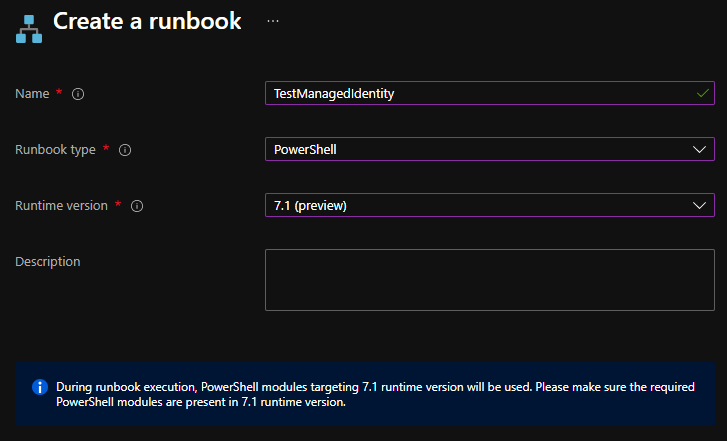 Create a runbook ...
Name *
TestManagedIdentity
Runbook type *
PowerShell
Runtime version *
7.1 (preview)
Description
During runbook execution, PowerShell modules targeting 7.1 runtime version will be used. Please make sure the required
PowerShell modules are present in 7.1 runtime version.